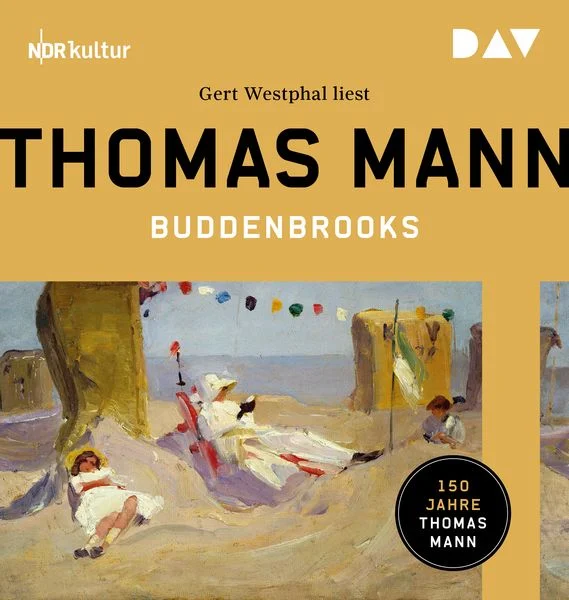 NDR kultur
DAV
Gert Westphal liest
THOMAS MANN
BUDDENBROOKS
150
JAHRE
THOMAS
MANN